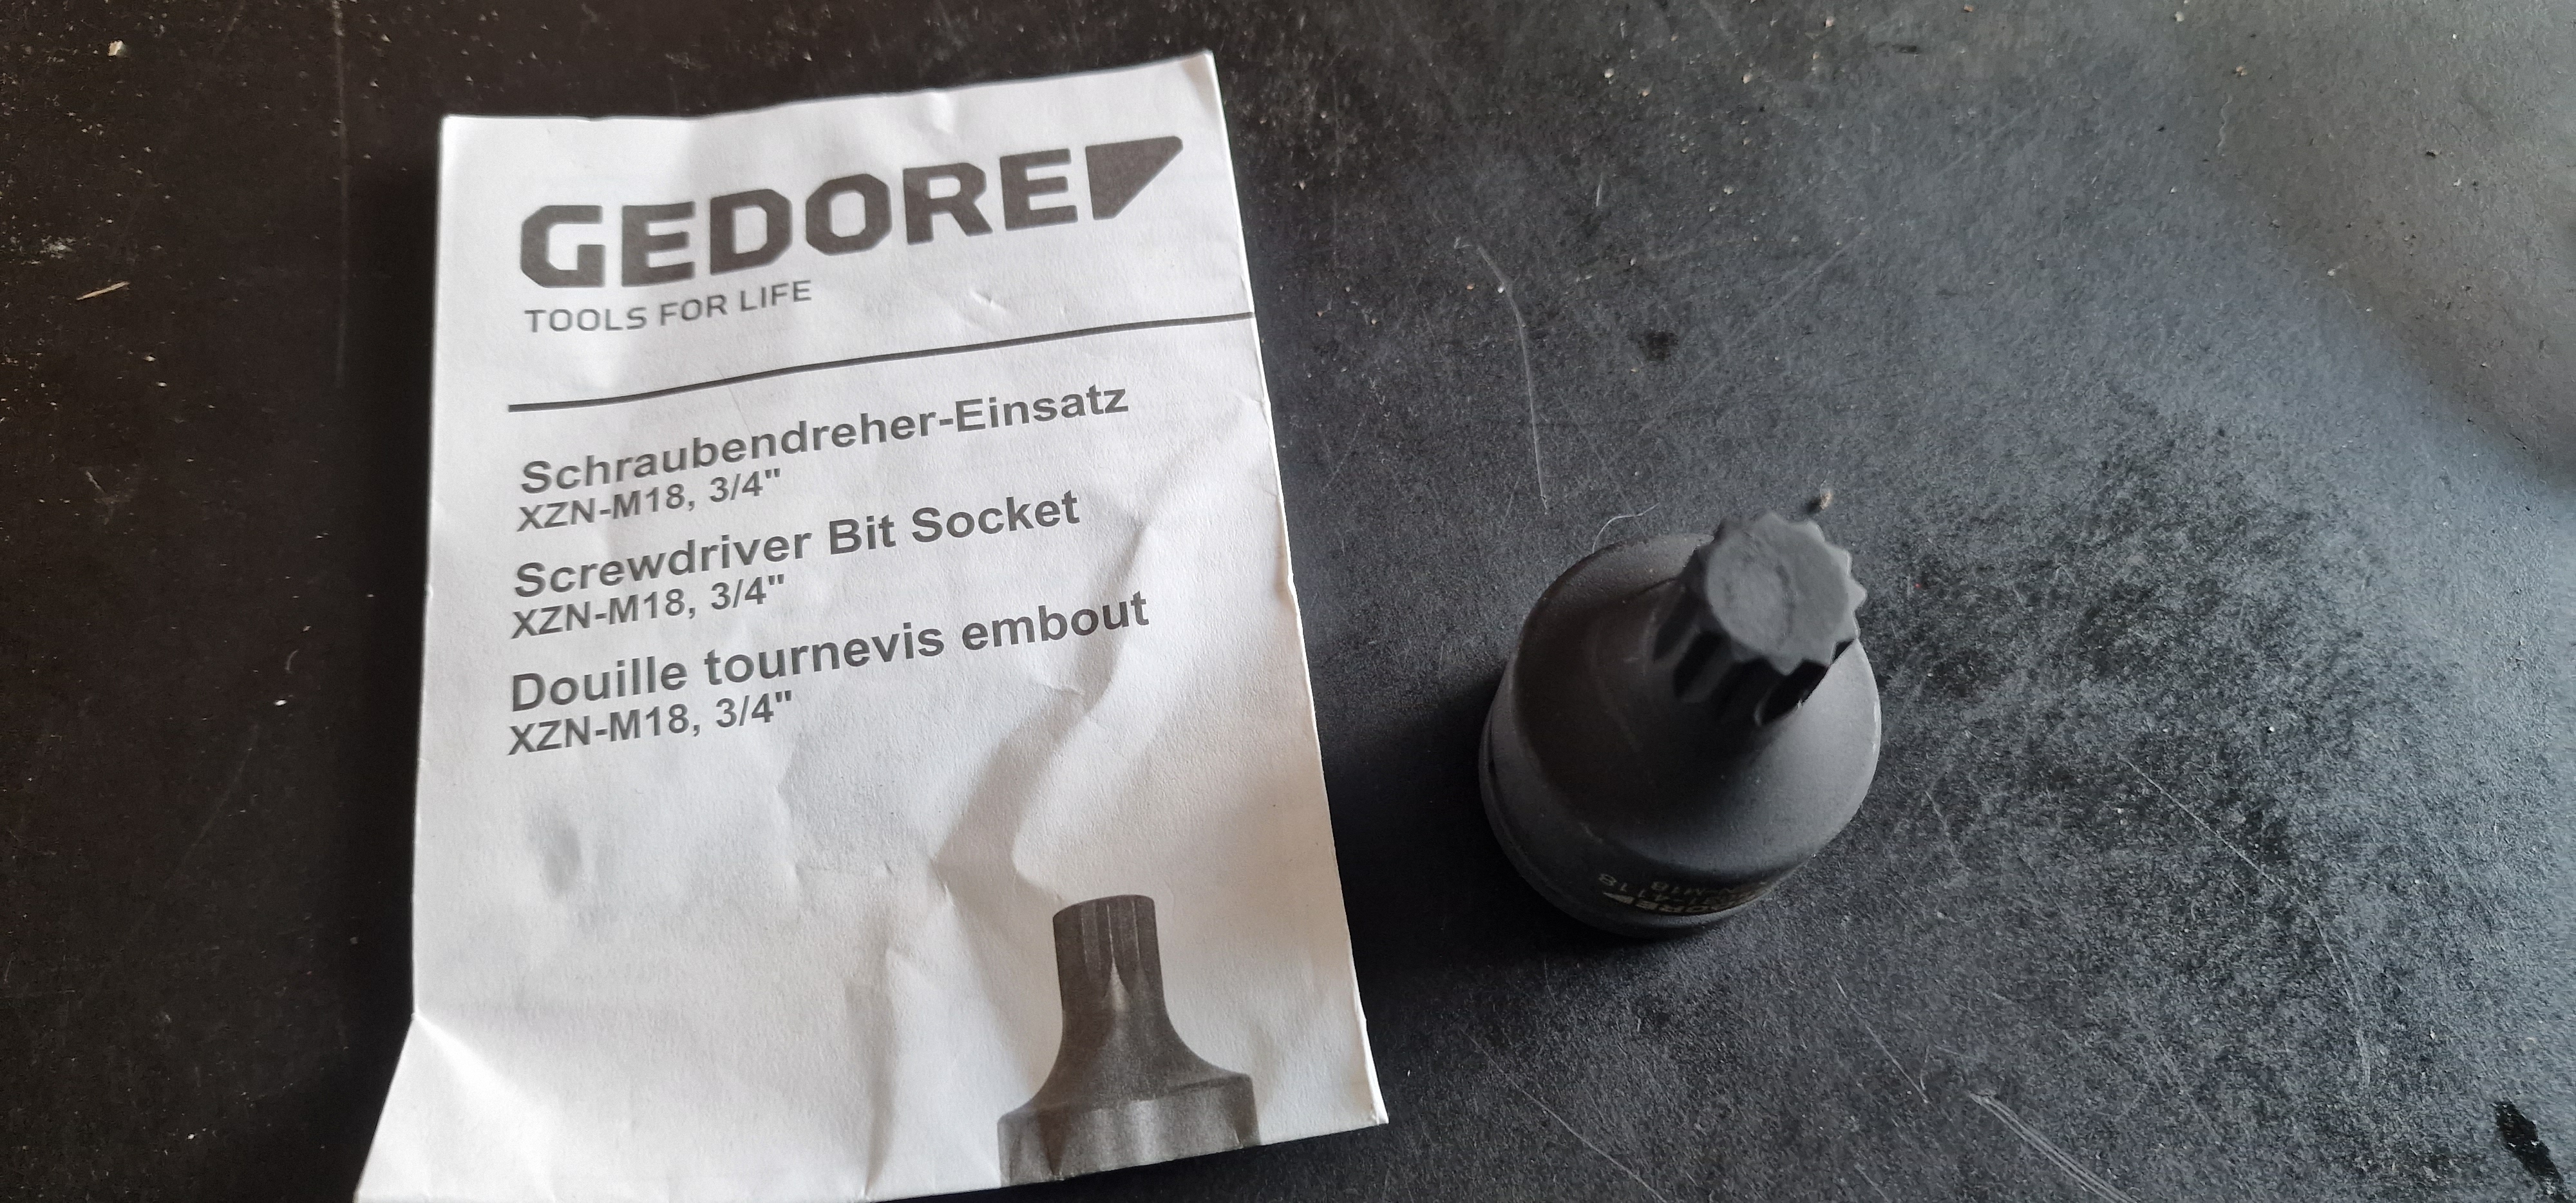 GEDORE
TOOLS FOR LIFE
Schraubendreher-Einsatz
XZN-M18, 3/4"
Screwdriver Bit Socket
XZN-M18, 3/4"
Douille tournevis embout
XZN-M18, 3/4"